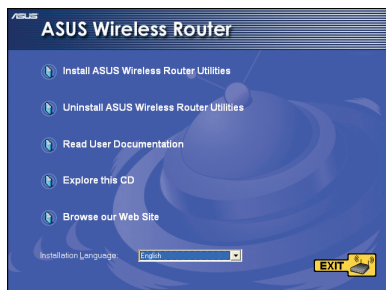 ASUS
ASUS Wireless Router
Install ASUS Wireless Router Utilities
Uninstall ASUS Wireless Router Utilities
Read User Documentation
Explore this CD
Browse our Web Site
Installation Language: English
EXIT